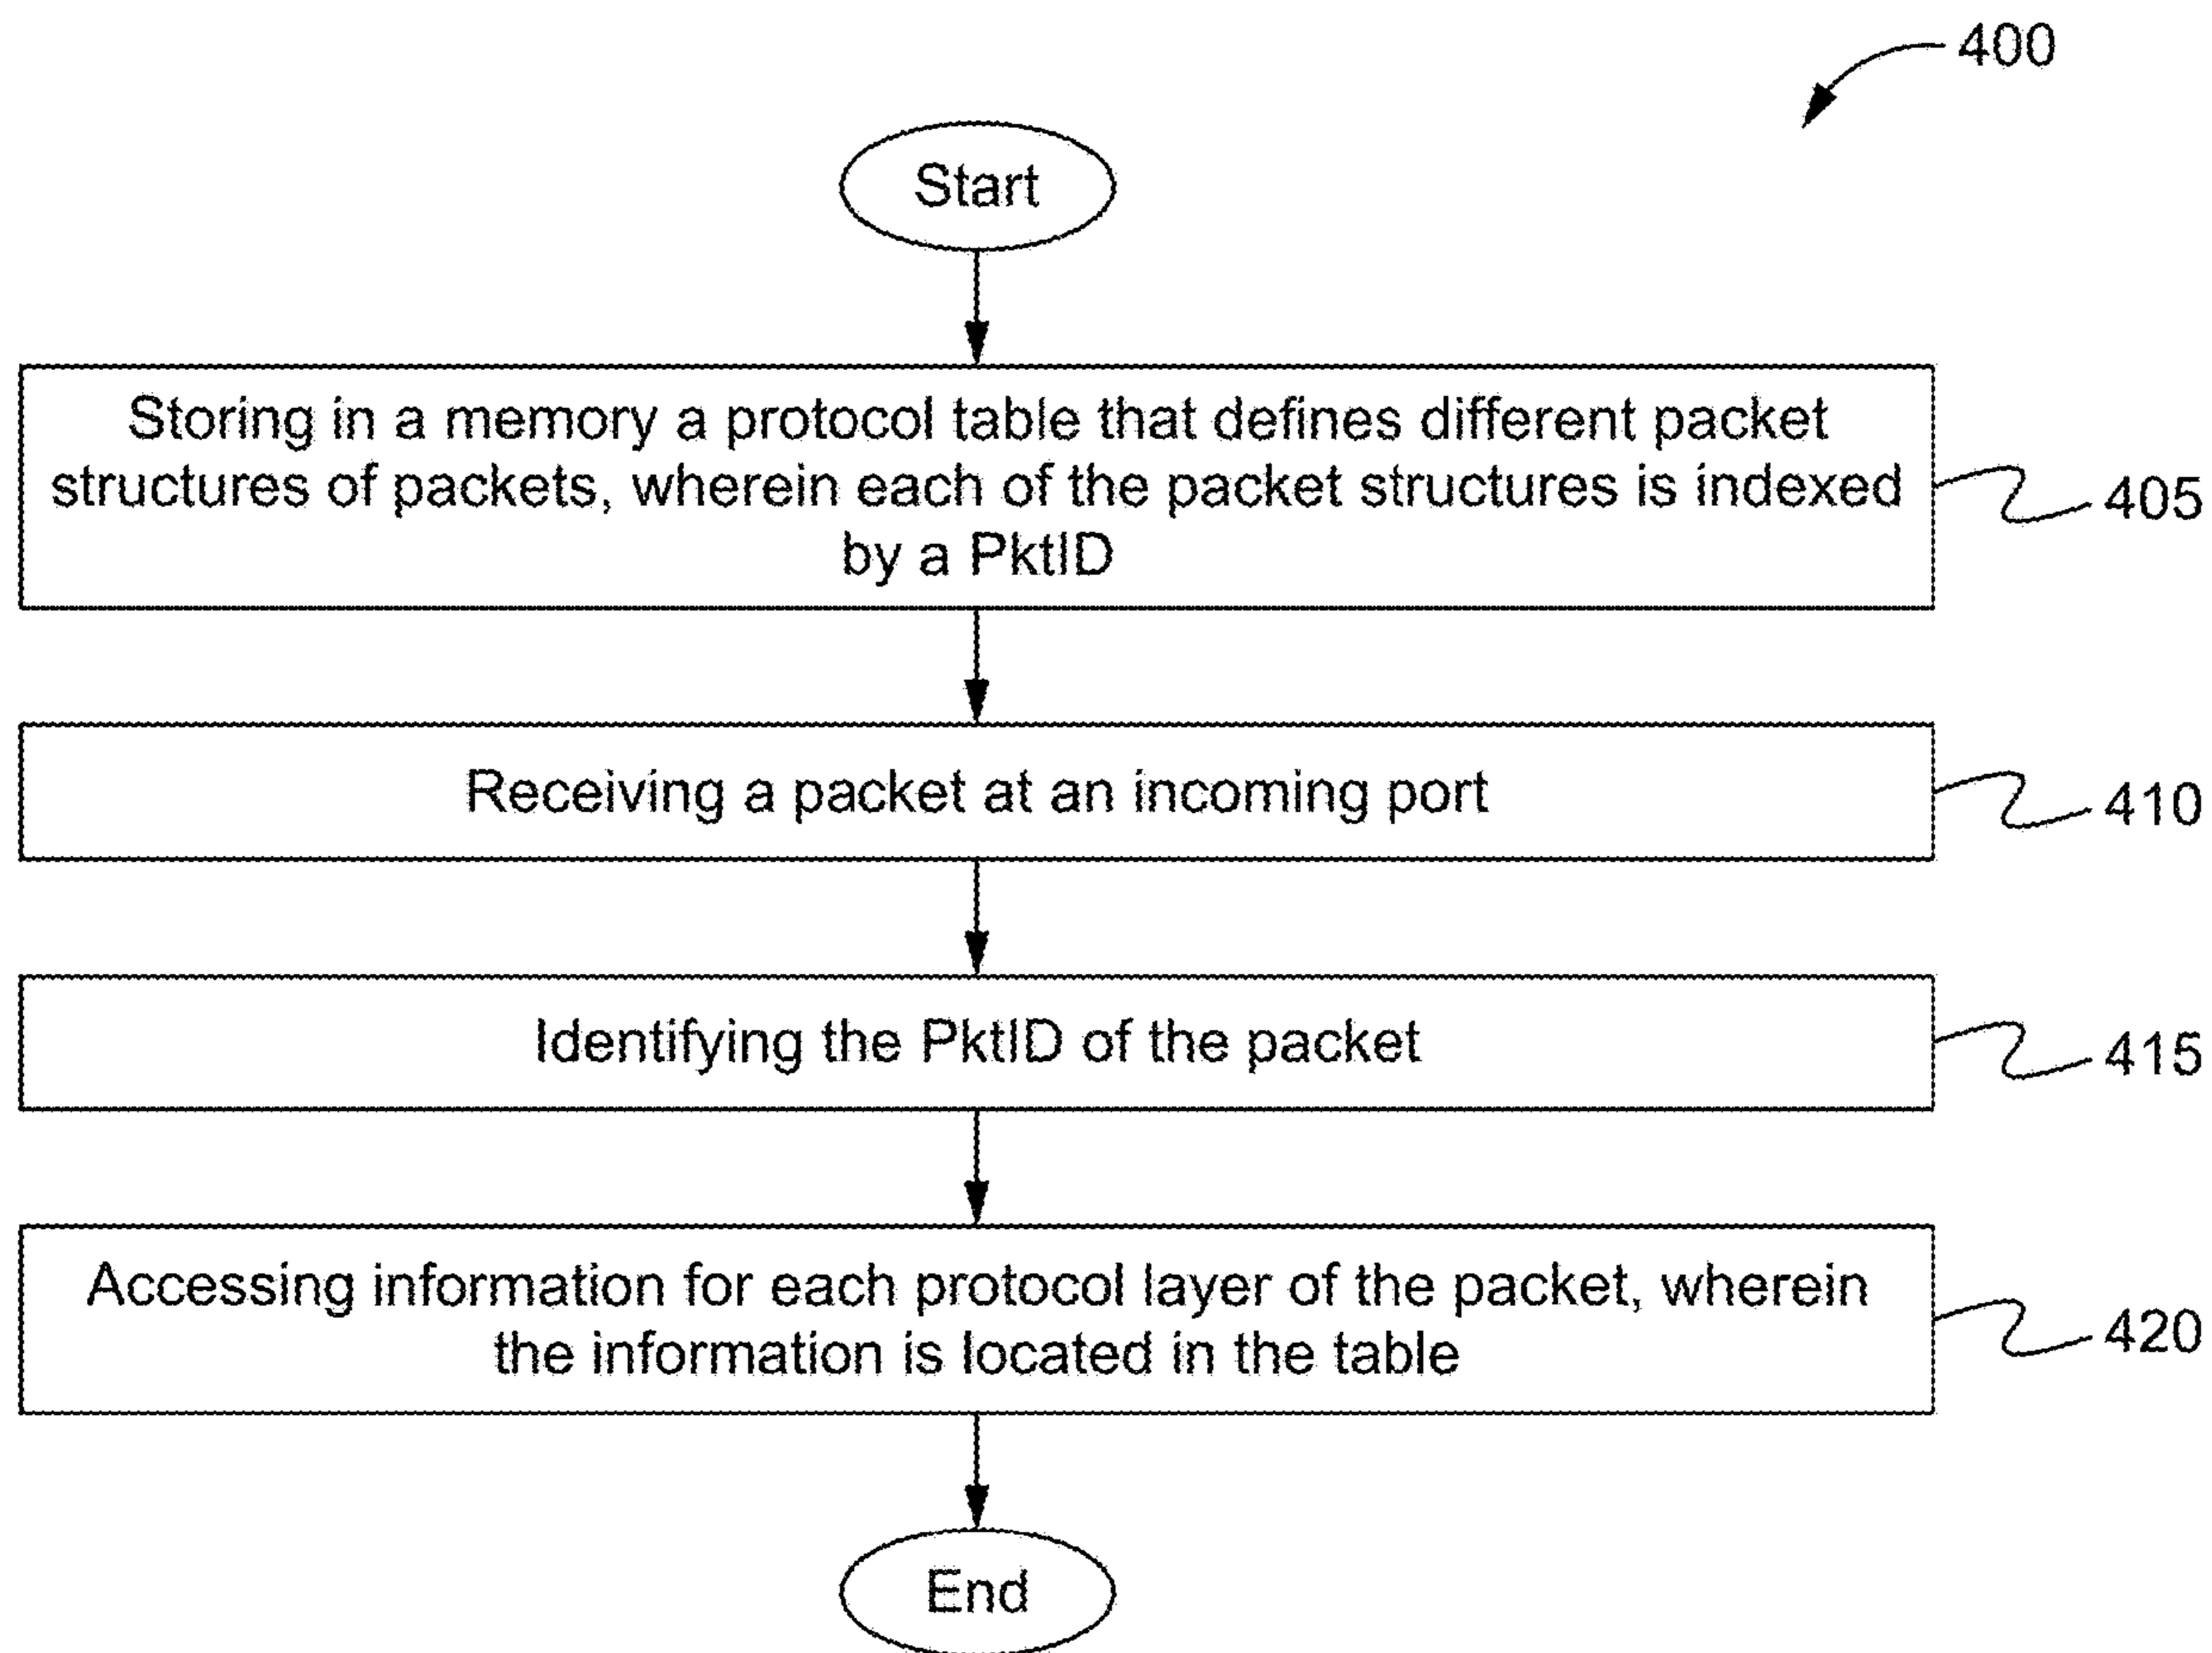 400
Start
Storing in a memory a protocol table that defines different packet
structures of packets, wherein each of the packet structures is indexed
by a PktID
405
Receiving a packet at an incoming port
410
Identifying the PktID of the packet
415
Accessing information for each protocol layer of the packet, wherein
the information is located in the table
420
End